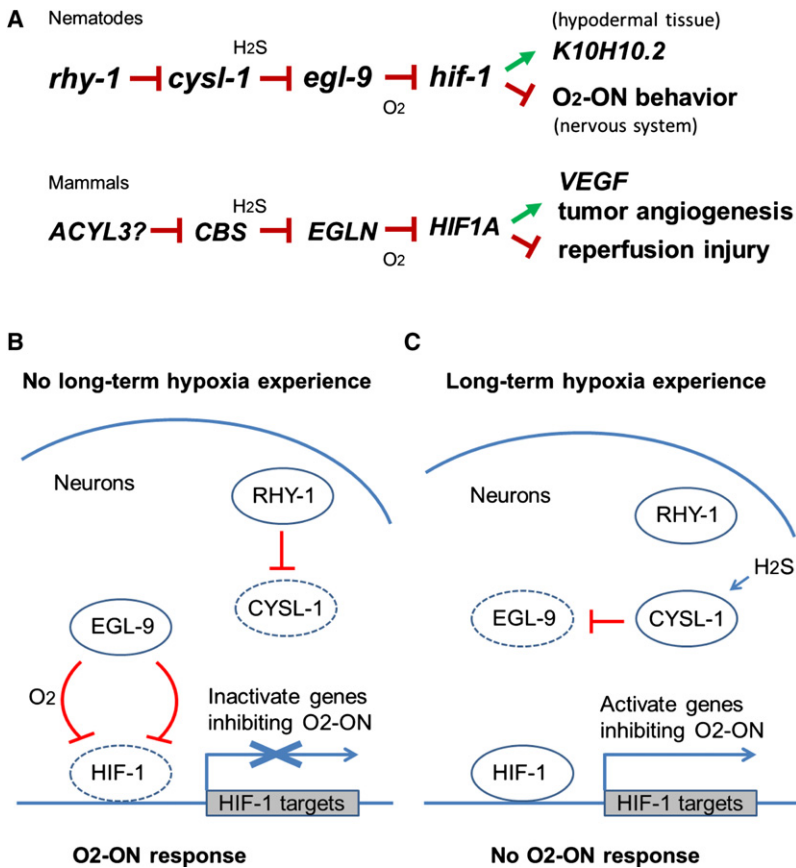 A
Nematodes
(hypodermal tissue)
H2S
K10H10.2
rhy-1 cysl-1 egl-9 hif-1
O2
O2-ON behavior
(nervous system)
Mammals
VEGF
H2S
tumor angiogenesis
ACYL3? CBS EGLN HIF1A
O2
reperfusion injury
B
No long-term hypoxia experience
Neurons
RHY-1
CYSL-1
EGL-9
O2
Inactivate genes
inhibiting O2-ON
HIF-1
HIF-1 targets
O2-ON response
C
Long-term hypoxia experience
Neurons
RHY-1
H2S
EGL-9
CYSL-1
Activate genes
inhibiting O2-ON
HIF-1
HIF-1 targets
No O2-ON response